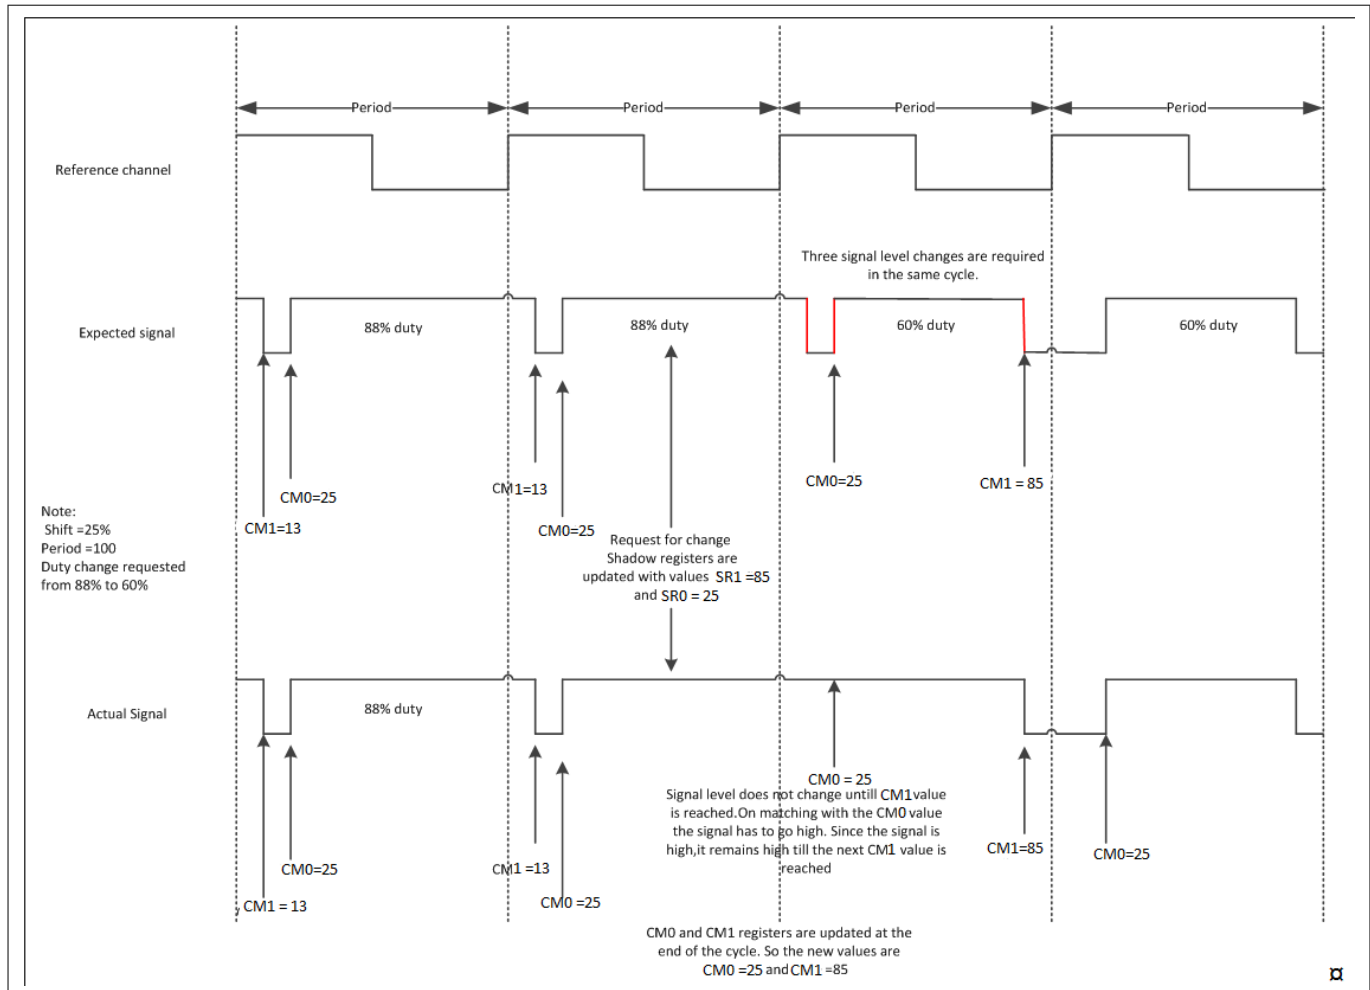 Period
Period
Period
Period
Reference channel
Three signal level changes are required
in the same cycle.
Expected signal
88% duty
88% duty
60% duty
60% duty
CM0=25
CM1=13
CM1=13
CM0=25
CM0=25
CM1 = 85
Note:
Shift =25%
Period =100
Duty change requested
from 88% to 60%
Request for change
Shadow registers are
updated with values SR1 =85
and SR0 = 25
Actual Signal
88% duty
CM0=25
CM1 = 13
CM1 =13
CM0 =25
CM0 = 25
Signal level does not change untill CM1 value
is reached.On matching with the CM0 value
the signal has to go high. Since the signal is
high,it remains high till the next CM1 value is
reached
CM1=85
CM0=25
CM0 and CM1 registers are updated at the
end of the cycle. So the new values are
CM0 =25 and CM1 =85
¤